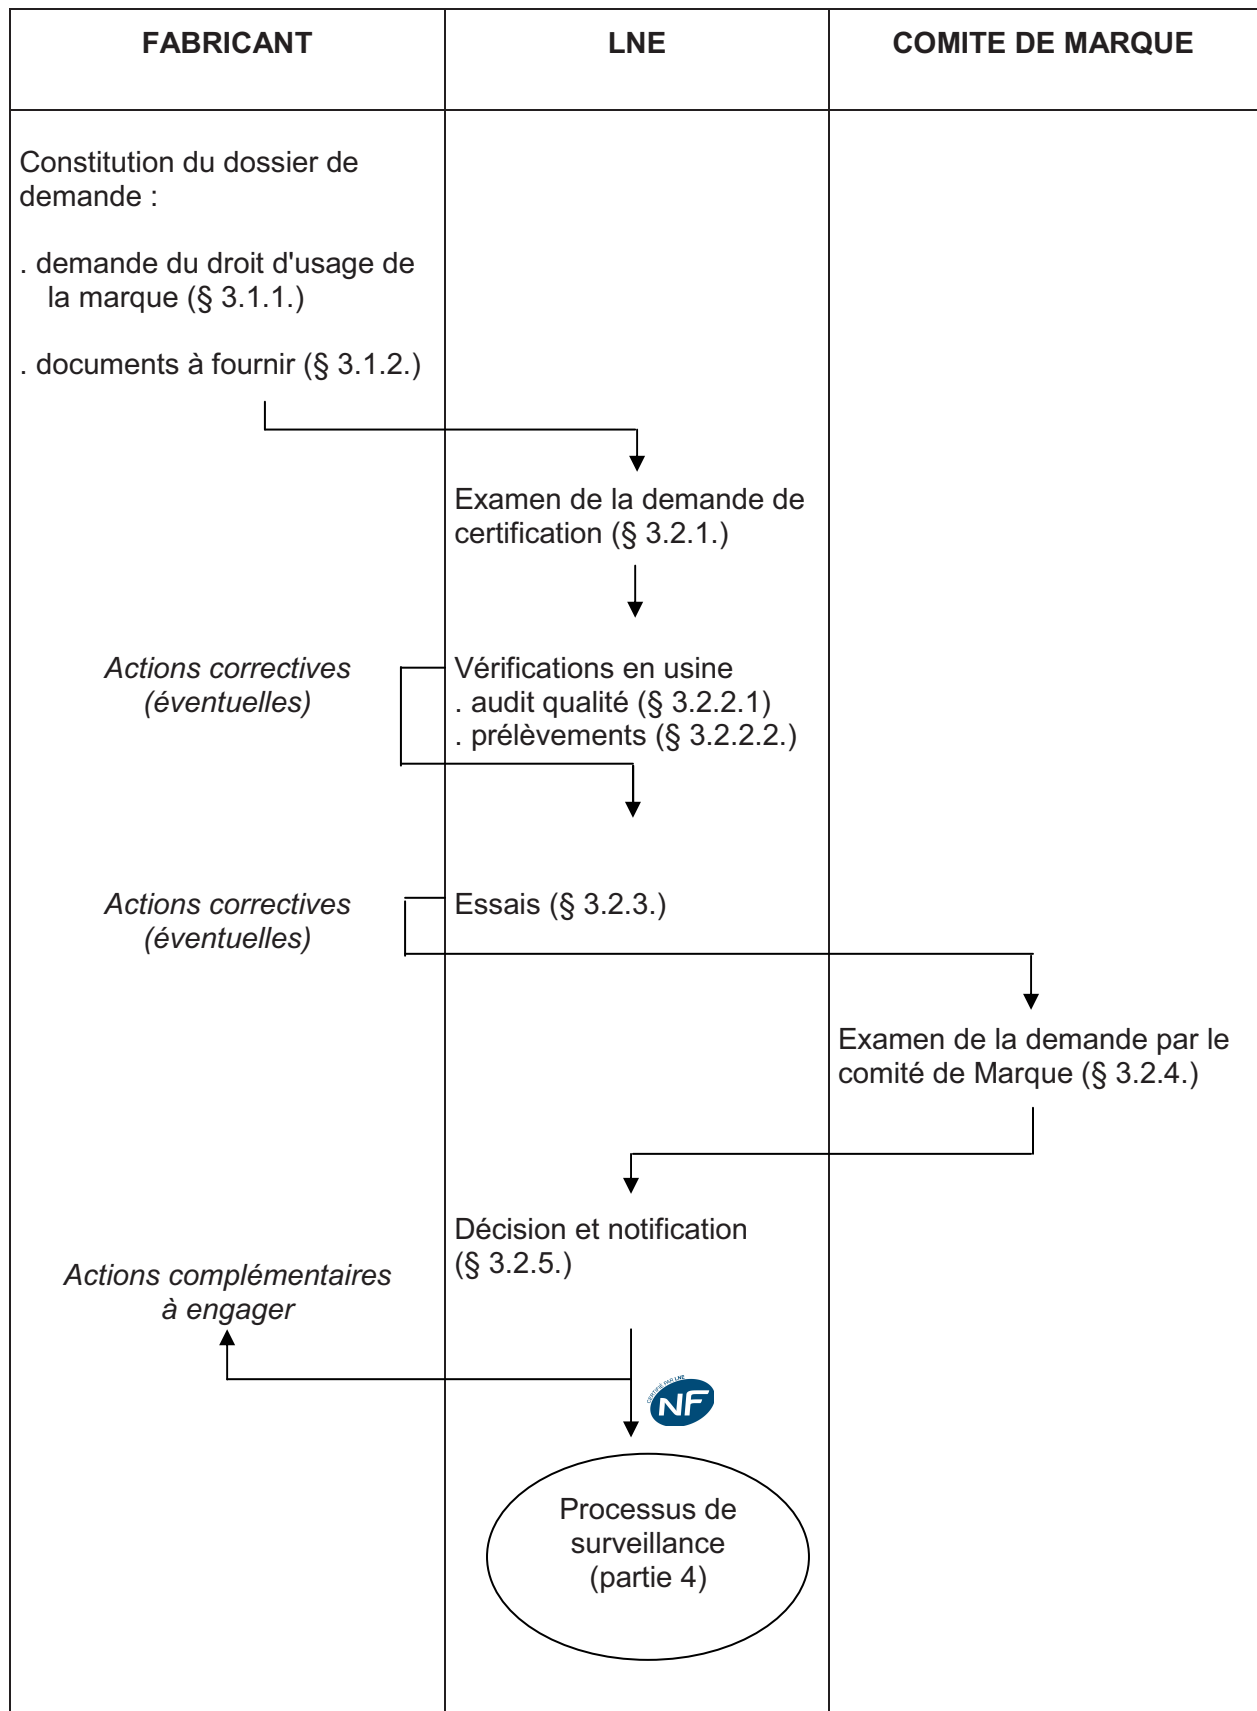 FABRICANT
LNE
COMITE DE MARQUE
Constitution du dossier de
demande :
. demande du droit d'usage de
la marque (§ 3.1.1.)
. documents à fournir (§ 3.1.2.)
Examen de la demande de
certification (§ 3.2.1.)
Actions correctives
(éventuelles)
Vérifications en usine
. audit qualité (§ 3.2.2.1)
. prélèvements (§ 3.2.2.2.)
Actions correctives
(éventuelles)
Essais (§ 3.2.3.)
Examen de la demande par le
comité de Marque (§ 3.2.4.)
Décision et notification
(§ 3.2.5.)
Actions complémentaires
à engager
CERTIFIÉ PAR LNE
NF
Processus de
surveillance
(partie 4)